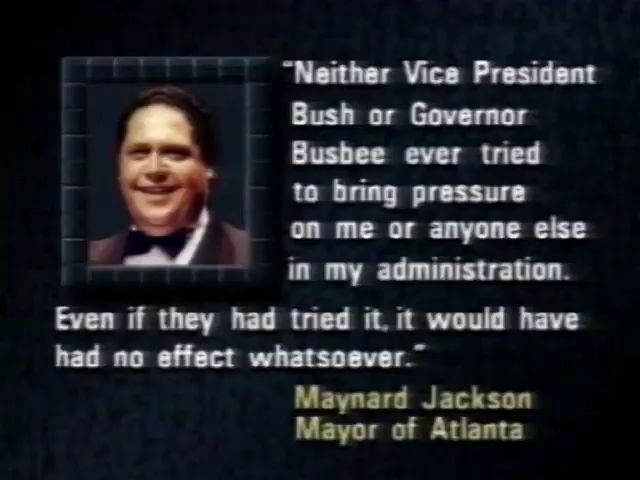 "Neither Vice President
Bush or Governor
Busbee ever tried
to bring pressure
on me or anyone else
in my administration.
Even if they had tried it, it would have
had no effect whatsoever."
Maynard Jackson
Mayor of Atlanta